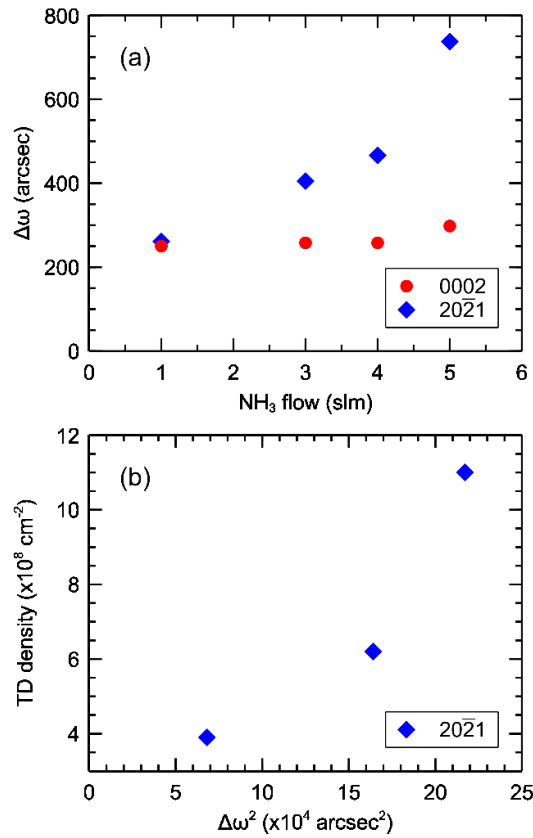 800
(a)
600
Δω (arcsec)
400
200
0002
202̄1
0
0 1 2 3 4 5 6
NH₃ flow (slm)
12
(b)
10
TD density (x10⁸ cm⁻²)
8
6
4
202̄1
0 5 10 15 20 25
Δω² (x10⁴ arcsec²)